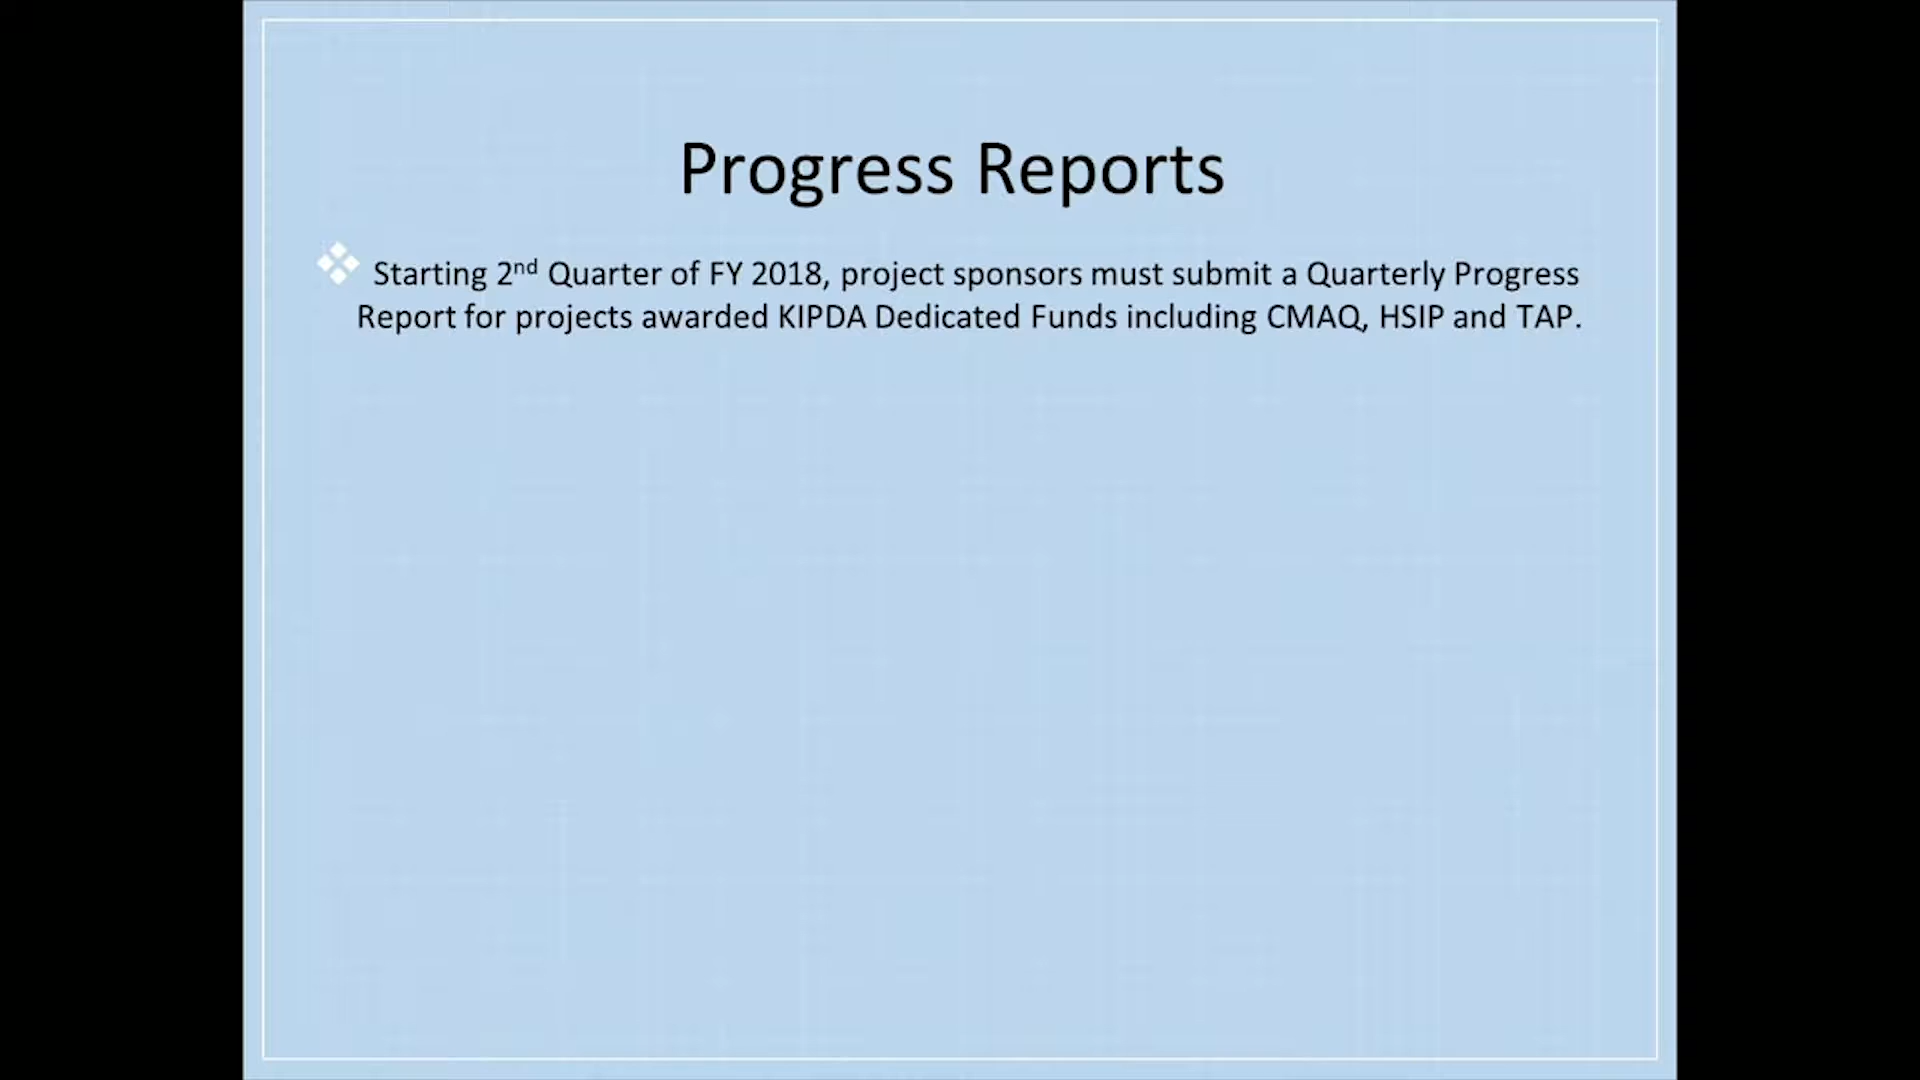 Progress Reports
Starting 2nd Quarter of FY 2018, project sponsors must submit a Quarterly Progress
Report for projects awarded KIPDA Dedicated Funds including CMAQ, HSIP and TAP.